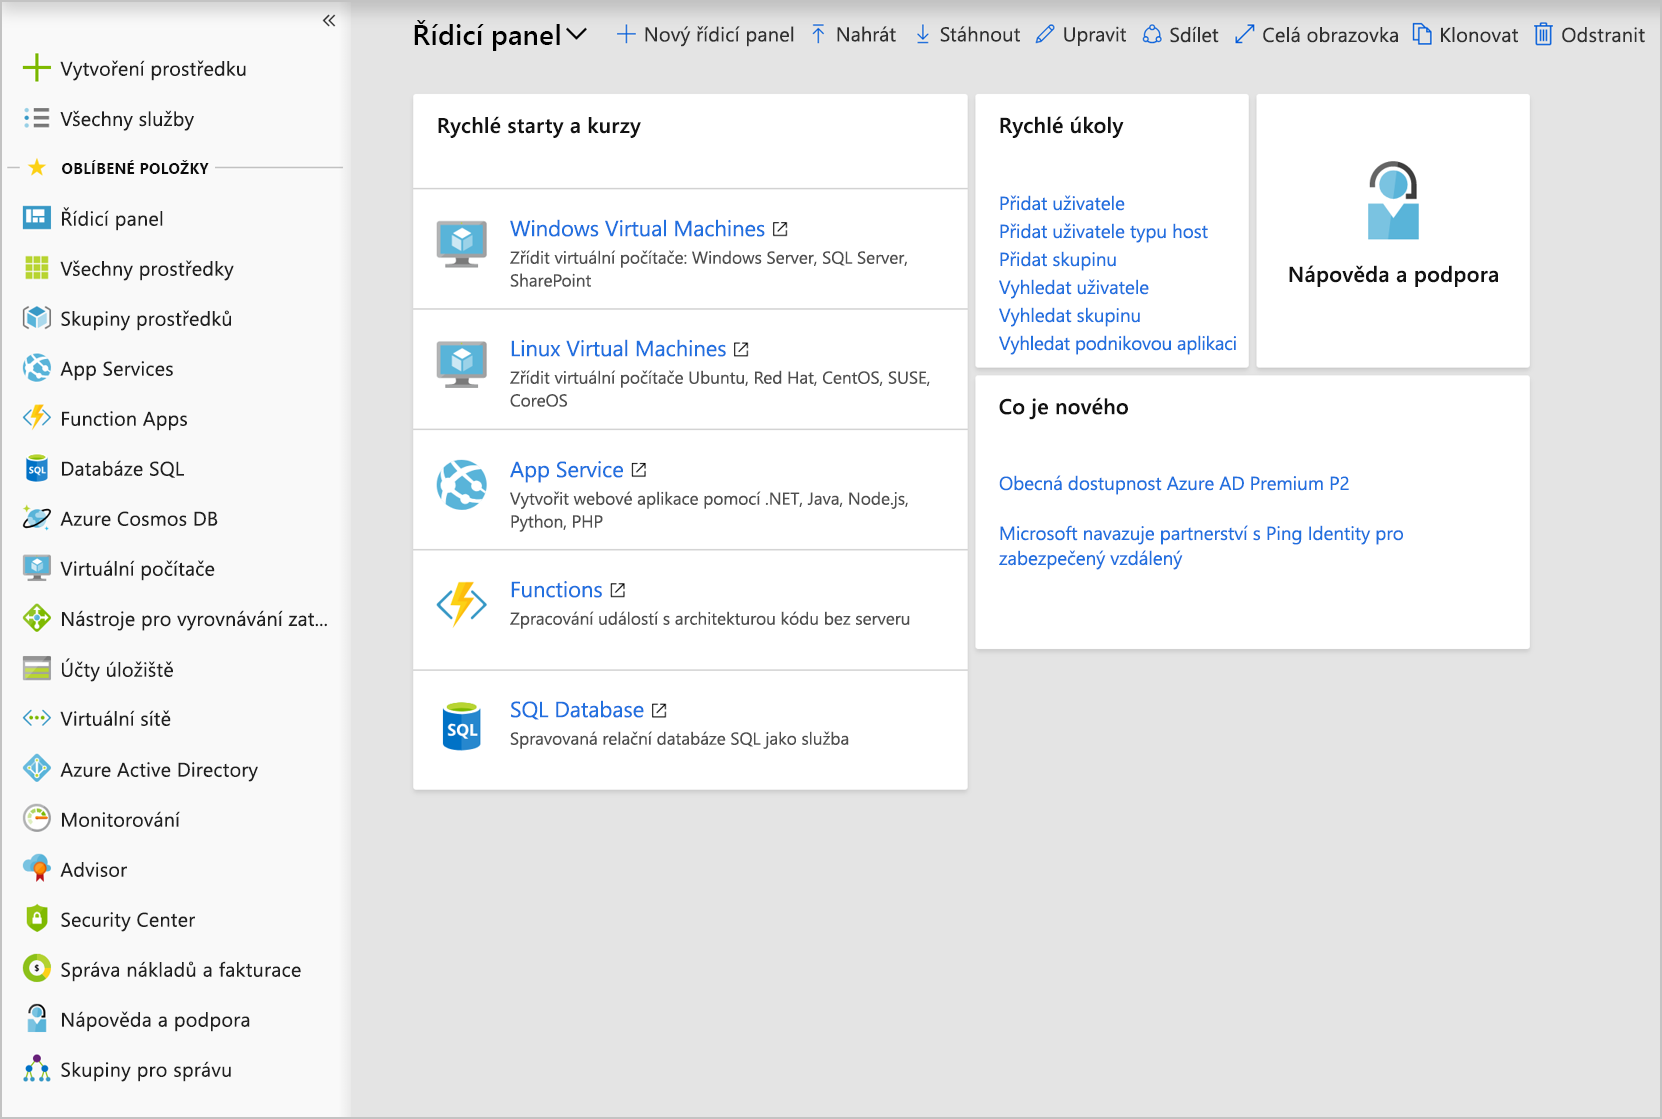 Vytvoření prostředku
Všechny služby
OBLÍBENÉ POLOŽKY
Řídicí panel
Všechny prostředky
Skupiny prostředků
App Services
Function Apps
Databáze SQL
Azure Cosmos DB
Virtuální počítače
Nástroje pro vyrovnávání zat...
Účty úložiště
Virtuální sítě
Azure Active Directory
Monitorování
Advisor
Security Center
Správa nákladů a fakturace
Nápověda a podpora
Skupiny pro správu
Řídicí panel
Nový řídicí panel
Nahrát
Stáhnout
Upravit
Sdílet
Celá obrazovka
Klonovat
Odstranit
Rychlé starty a kurzy
Windows Virtual Machines
Zřídit virtuální počítače: Windows Server, SQL Server,
SharePoint
Linux Virtual Machines
Zřídit virtuální počítače Ubuntu, Red Hat, CentOS, SUSE,
CoreOS
App Service
Vytvořit webové aplikace pomocí .NET, Java, Node.js,
Python, PHP
Functions
Zpracování událostí s architekturou kódu bez serveru
SQL
SQL Database
Spravovaná relační databáze SQL jako služba
Rychlé úkoly
Přidat uživatele
Přidat uživatele typu host
Přidat skupinu
Vyhledat uživatele
Vyhledat skupinu
Vyhledat podnikovou aplikaci
Nápověda a podpora
Co je nového
Obecná dostupnost Azure AD Premium P2
Microsoft navazuje partnerství s Ping Identity pro
zabezpečený vzdálený